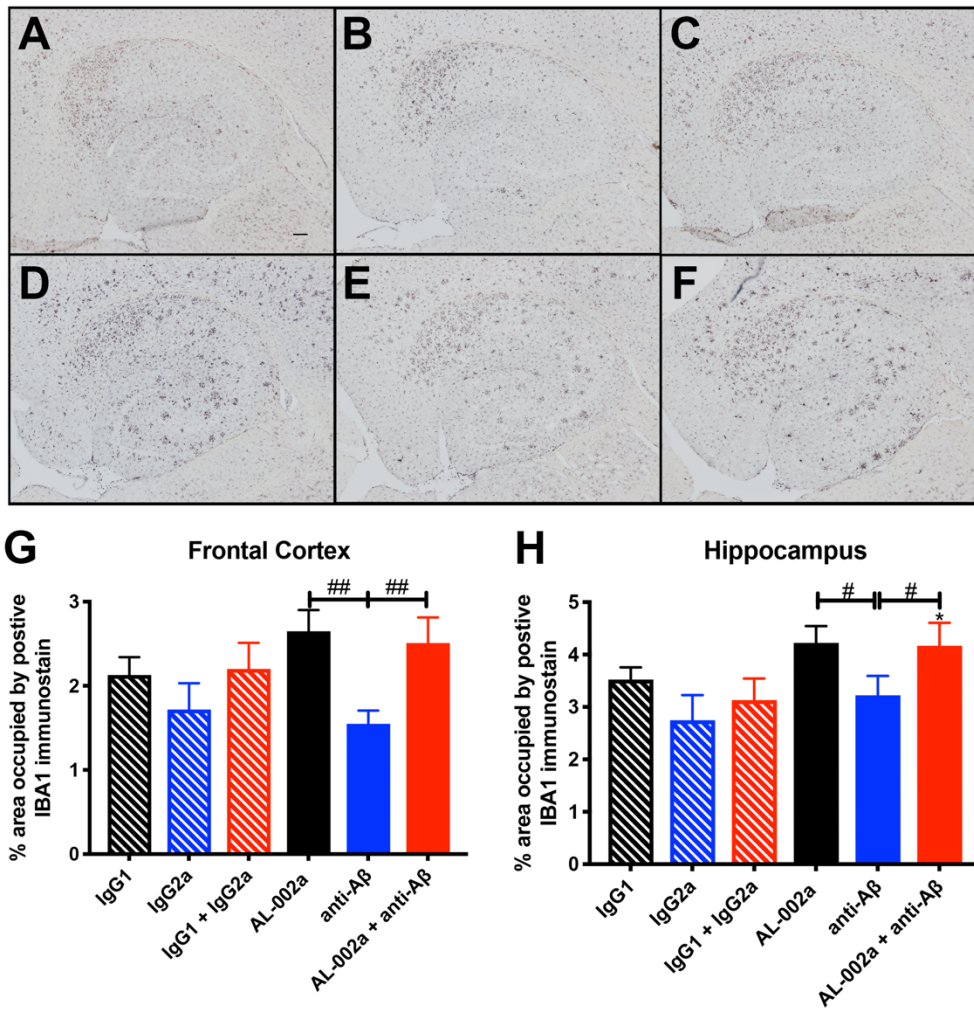 A
B
C
D
E
F
G
Frontal Cortex
% area occupied by postive
IBA1 immunostain
3
2
1
0
##
##
IgG1
IgG2a
IgG1 + IgG2a
AL-002a
anti-Aβ
AL-002a + anti-Aβ
H
Hippocampus
% area occupied by postive
IBA1 immunostain
5
4
3
2
1
0
#
#
*
IgG1
IgG2a
IgG1 + IgG2a
AL-002a
anti-Aβ
AL-002a + anti-Aβ